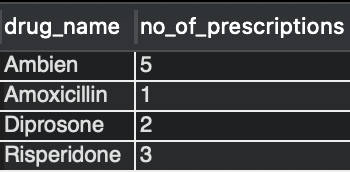 drug_name no_of_prescriptions
Ambien 5
Amoxicillin 1
Diprosone 2
Risperidone 3